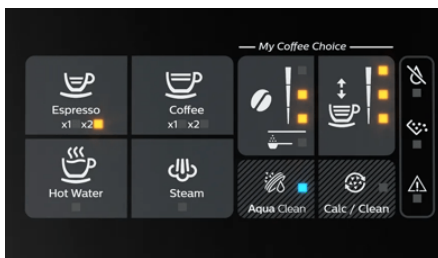 My Coffee Choice
Espresso
x1 x2
Coffee
x1 x2
Hot Water
Steam
Aqua Clean
Calc / Clean